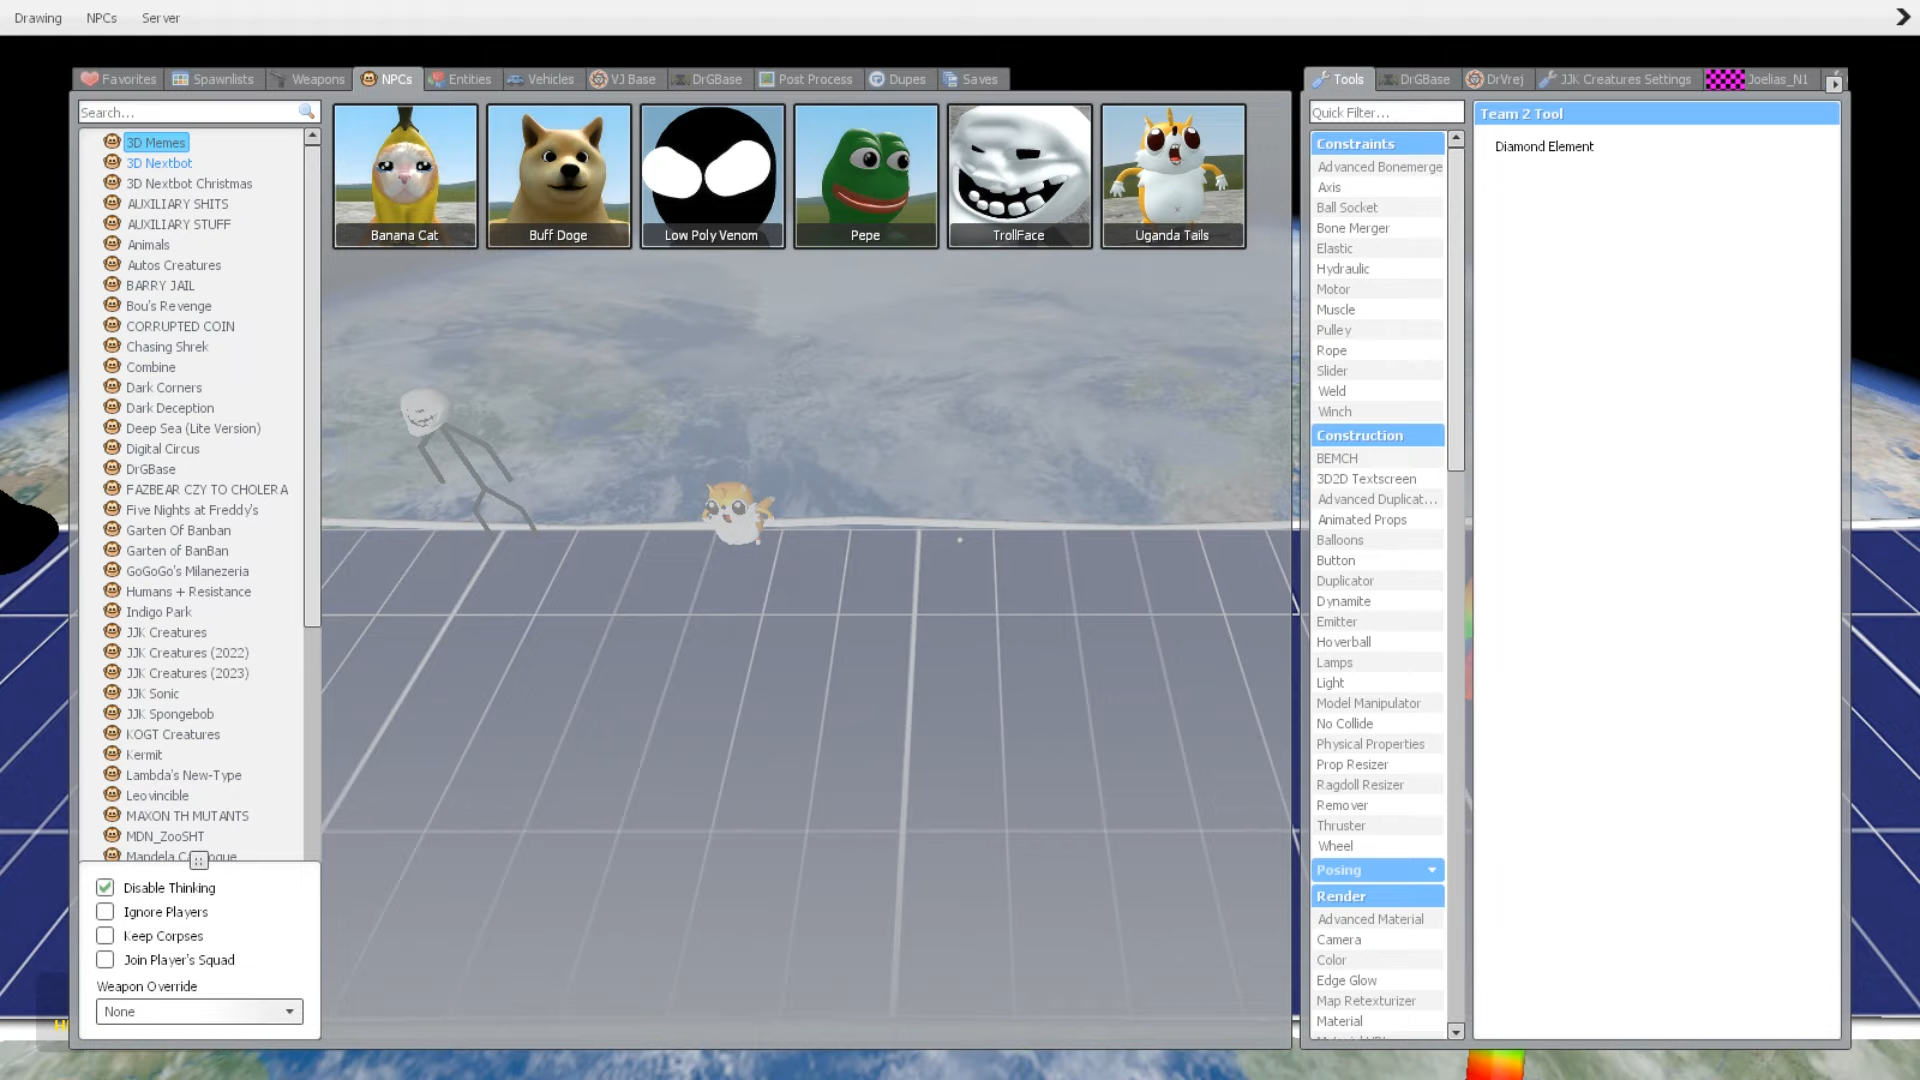 Drawing NPCs Server
Favorites Spawnlists Weapons NPCs Entities Vehicles VJ Base DrGBase Post Process Dupes Saves
Search...
3D Memes
3D Nextbot
3D Nextbot Christmas
AUXILIARY SHITS
AUXILIARY STUFF
Animals
Autos Creatures
BARRY JAIL
Bou's Revenge
CORRUPTED COIN
Chasing Shrek
Combine
Dark Corners
Dark Deception
Deep Sea (Lite Version)
Digital Circus
DrGBase
FAZBEAR CZY TO CHOLERA
Five Nights at Freddy's
Garten Of Banban
Garten of BanBan
GoGoGo's Milanezeria
Humans + Resistance
Indigo Park
JJK Creatures
JJK Creatures (2022)
JJK Creatures (2023)
JJK Sonic
JJK Spongebob
KOGT Creatures
Kermit
Lambda's New-Type
Leovincible
MAXON TH MUTANTS
MDN_ZooSHT
Mandela
Disable Thinking
Ignore Players
Keep Corpses
Join Player's Squad
Weapon Override
None
Banana Cat
Buff Doge
Low Poly Venom
Pepe
TrollFace
Uganda Tails
Tools DrGBase DrVrej JJK Creatures Settings Joelias_N1
Quick Filter...
Constraints
Advanced Bonemerge
Axis
Ball Socket
Bone Merger
Elastic
Hydraulic
Motor
Muscle
Pulley
Rope
Slider
Weld
Winch
Construction
BEMCH
3D2D Textscreen
Advanced Duplicat...
Animated Props
Balloons
Button
Duplicator
Dynamite
Emitter
Hoverball
Lamps
Light
Model Manipulator
No Collide
Physical Properties
Prop Resizer
Ragdoll Resizer
Remover
Thruster
Wheel
Posing
Render
Advanced Material
Camera
Color
Edge Glow
Map Retexturizer
Material
Team 2 Tool
Diamond Element